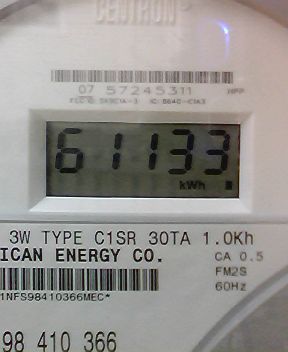 CENTRON®
07 57245311 HPP
61133
kWh
3W TYPE C1SR 30TA 1.0Kh
ICAN ENERGY CO. CA 0.5
FM2S
1NFS98410366MEC* 60Hz
98 410 366